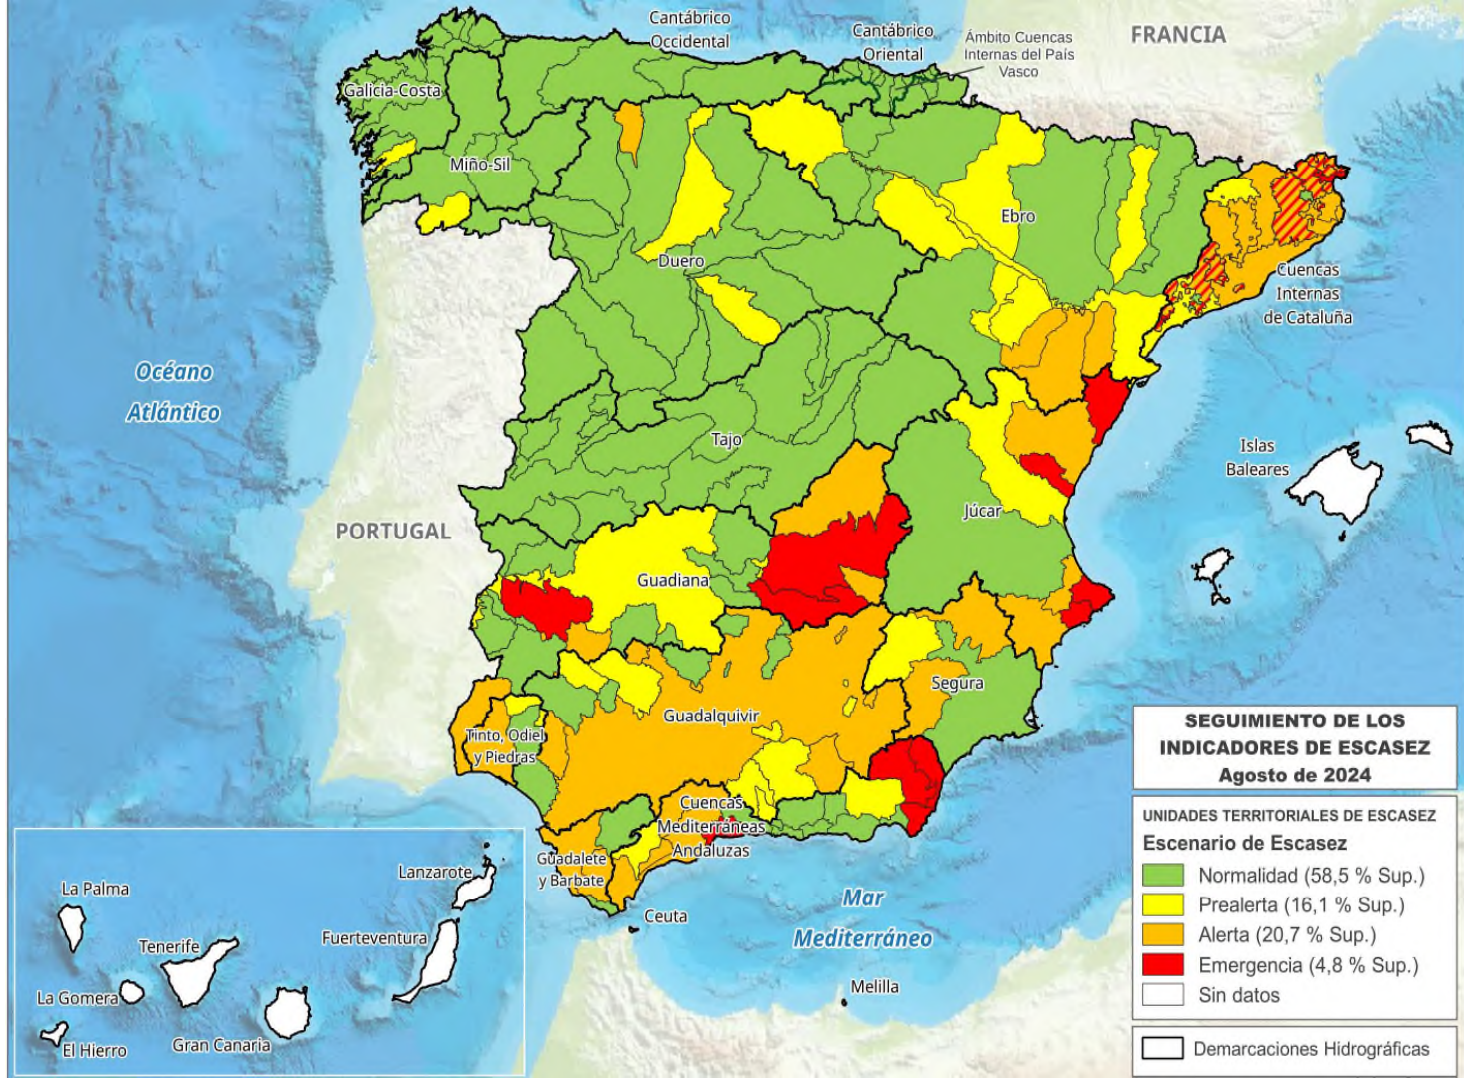 Cantábrico
Occidental
Cantábrico
Oriental
Ámbito Cuencas
Internas del País
Vasco
FRANCIA
Galicia-Costa
Miño-Sil
Ebro
Duero
Cuencas
Internas
de Cataluña
Océano
Atlántico
Tajo
Islas
Baleares
PORTUGAL
Júcar
Guadiana
Segura
Guadalquivir
Tinto, Odiel
y Piedras
Cuencas
Mediterráneas
Andaluzas
Guadalete
y Barbate
Ceuta
Mar
Mediterráneo
Melilla
La Palma
Lanzarote
Tenerife
Fuerteventura
La Gomera
El Hierro
Gran Canaria
SEGUIMIENTO DE LOS
INDICADORES DE ESCASEZ
Agosto de 2024
UNIDADES TERRITORIALES DE ESCASEZ
Escenario de Escasez
Normalidad (58,5 % Sup.)
Prealerta (16,1 % Sup.)
Alerta (20,7 % Sup.)
Emergencia (4,8 % Sup.)
Sin datos
Demarcaciones Hidrográficas